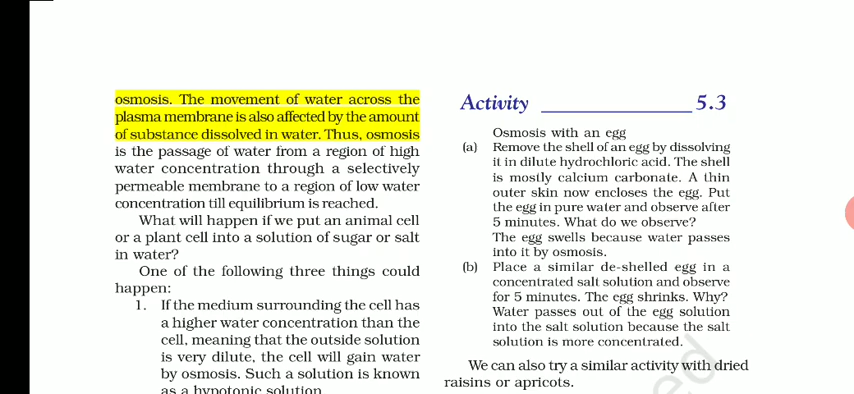 osmosis. The movement of water across the
plasma membrane is also affected by the amount
of substance dissolved in water. Thus, osmosis
is the passage of water from a region of high
water concentration through a selectively
permeable membrane to a region of low water
concentration till equilibrium is reached.
What will happen if we put an animal cell
or a plant cell into a solution of sugar or salt
in water?
One of the following three things could
happen:
1. If the medium surrounding the cell has
a higher water concentration than the
cell, meaning that the outside solution
is very dilute, the cell will gain water
by osmosis. Such a solution is known
as a hypotonic solution.
Activity ______________ 5.3
Osmosis with an egg
(a) Remove the shell of an egg by dissolving
it in dilute hydrochloric acid. The shell
is mostly calcium carbonate. A thin
outer skin now encloses the egg. Put
the egg in pure water and observe after
5 minutes. What do we observe?
The egg swells because water passes
into it by osmosis.
(b) Place a similar de-shelled egg in a
concentrated salt solution and observe
for 5 minutes. The egg shrinks. Why?
Water passes out of the egg solution
into the salt solution because the salt
solution is more concentrated.
We can also try a similar activity with dried
raisins or apricots.